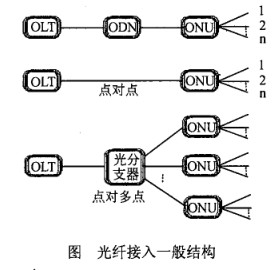 OLT ODN ONU 1
2
n
OLT 点对点 ONU 1
2
n
ONU
OLT 光分支器 ONU
点对多点
ONU
图 光纤接入一般结构